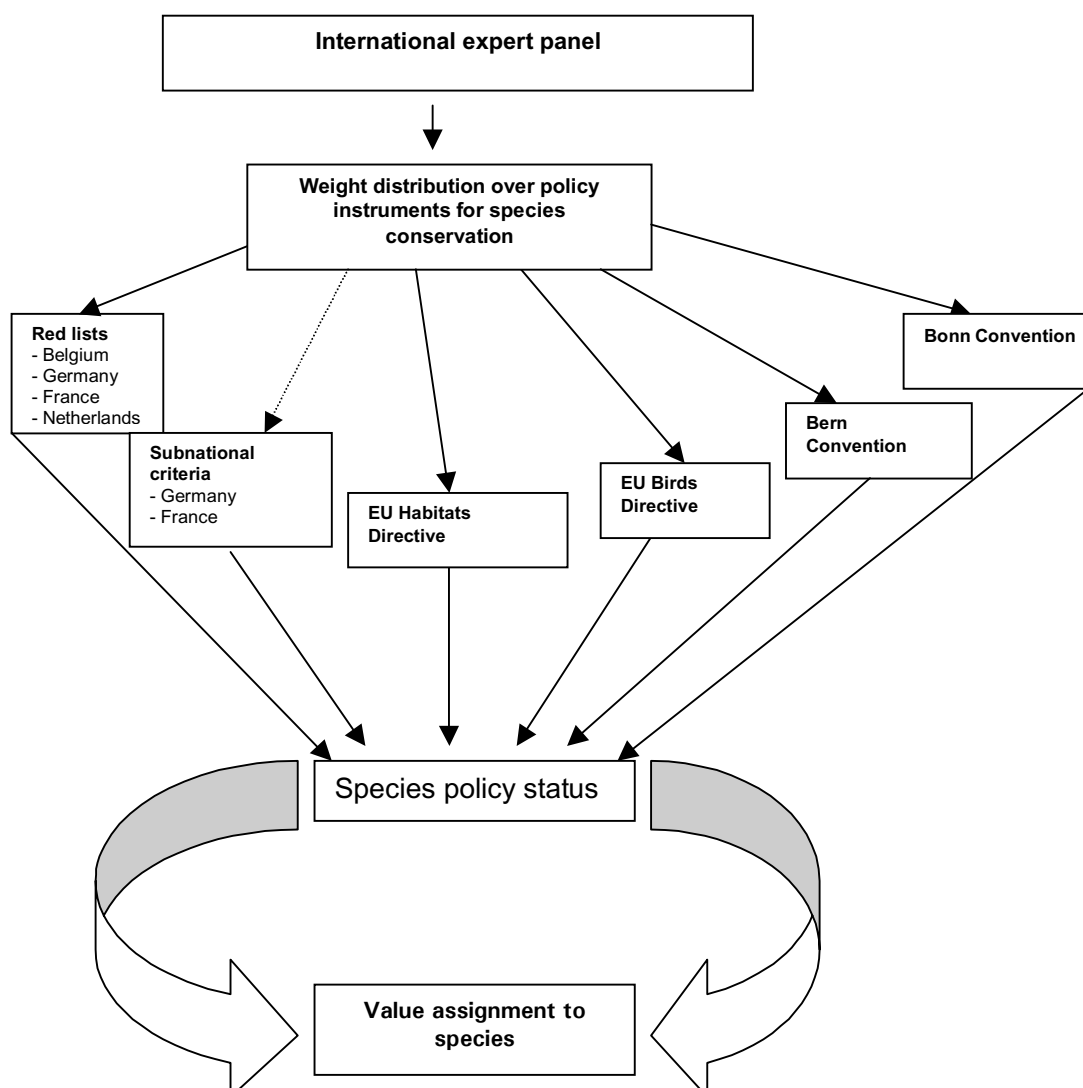 International expert panel
Weight distribution over policy
instruments for species
conservation
Red lists
- Belgium
- Germany
- France
- Netherlands
Subnational
criteria
- Germany
- France
EU Habitats
Directive
EU Birds
Directive
Bern
Convention
Bonn Convention
Species policy status
Value assignment to
species